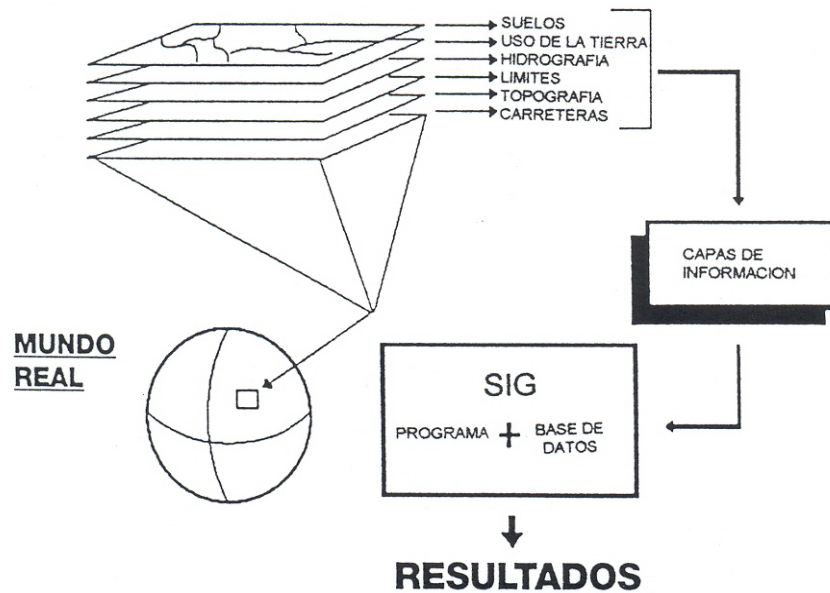 SUELOS
USO DE LA TIERRA
HIDROGRAFIA
LIMITES
TOPOGRAFIA
CARRETERAS
CAPAS DE
INFORMACION
MUNDO
REAL
SIG
PROGRAMA + BASE DE
DATOS
RESULTADOS